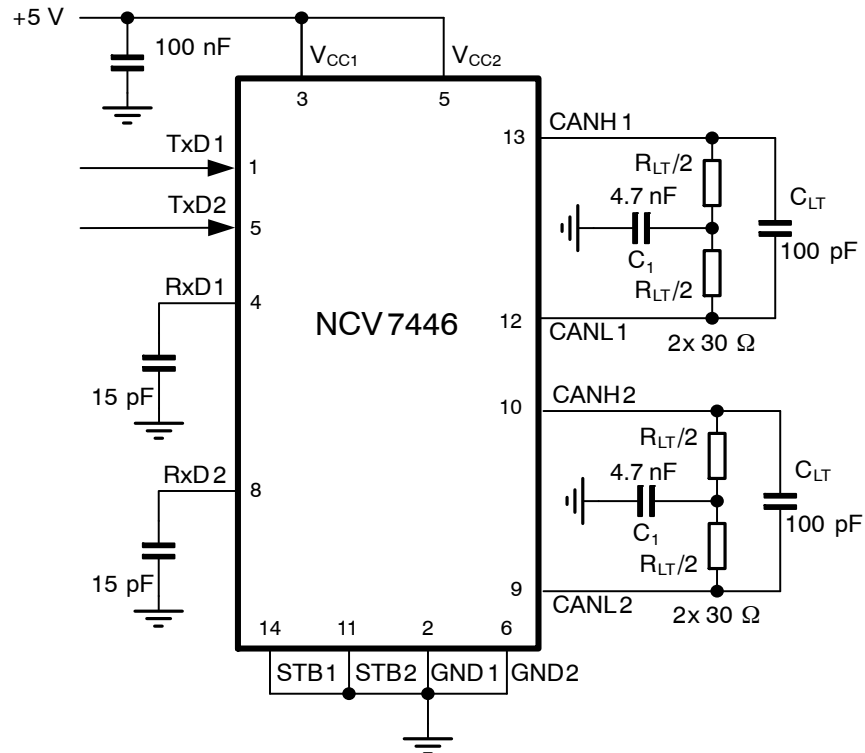 +5 V
100 nF
VCC1
VCC2
3
5
TxD1
1
TxD2
5
RxD1
4
15 pF
RxD2
8
15 pF
NCV7446
13
CANH1
RLT/2
4.7 nF
C1
RLT/2
CLT
100 pF
12
CANL1
2x 30 Ω
10
CANH2
RLT/2
4.7 nF
C1
RLT/2
CLT
100 pF
9
CANL2
2x 30 Ω
14
11
2
6
STB1
STB2
GND1
GND2